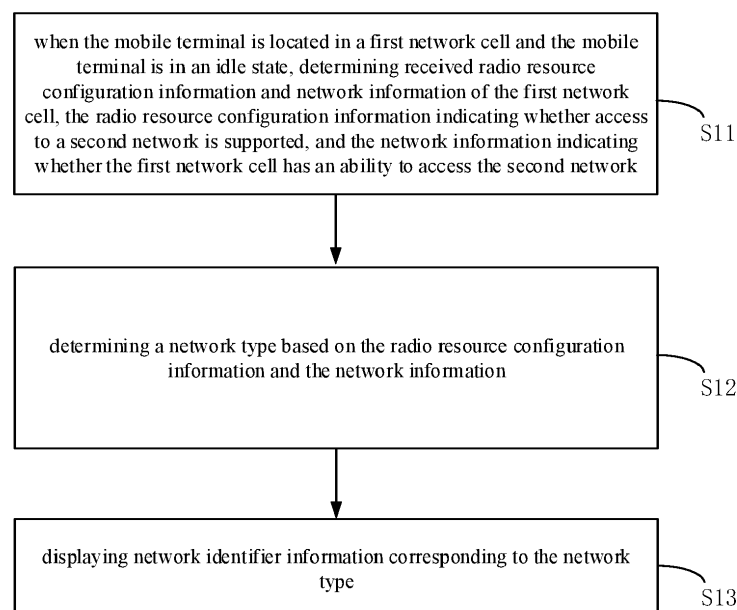 when the mobile terminal is located in a first network cell and the mobile
terminal is in an idle state, determining received radio resource
configuration information and network information of the first network
cell, the radio resource configuration information indicating whether access
to a second network is supported, and the network information indicating
whether the first network cell has an ability to access the second network
S11
determining a network type based on the radio resource configuration
information and the network information
S12
displaying network identifier information corresponding to the network
type
S13